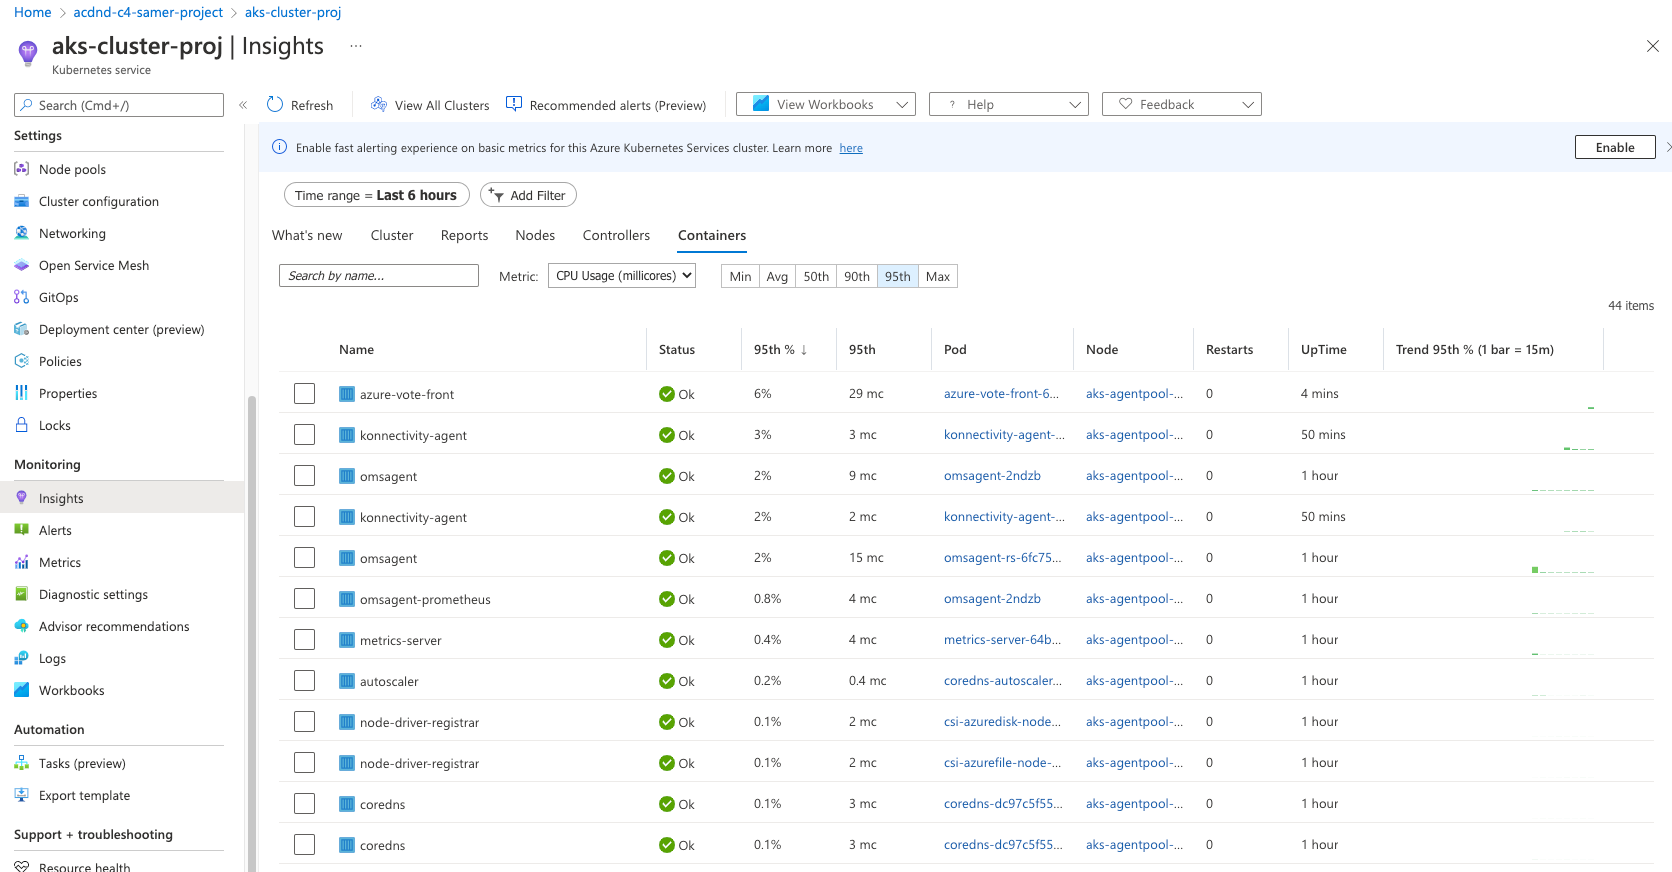 Home > acdnd-c4-samer-project > aks-cluster-proj
aks-cluster-proj | Insights ...
Kubernetes service
Search (Cmd+/)
«
Refresh
View All Clusters
Recommended alerts (Preview)
View Workbooks
? Help
Feedback
Settings
Node pools
Cluster configuration
Networking
Open Service Mesh
GitOps
Deployment center (preview)
Policies
Properties
Locks
Monitoring
Insights
Alerts
Metrics
Diagnostic settings
Advisor recommendations
Logs
Workbooks
Automation
Tasks (preview)
Export template
Support + troubleshooting
Resource health
Enable fast alerting experience on basic metrics for this Azure Kubernetes Services cluster. Learn more here
Enable
Time range = Last 6 hours
Add Filter
What's new Cluster Reports Nodes Controllers Containers
Search by name...
Metric: CPU Usage (millicores)
Min Avg 50th 90th 95th Max
44 items
Name Status 95th % ↓ 95th Pod Node Restarts UpTime Trend 95th % (1 bar = 15m)
azure-vote-front Ok 6% 29 mc azure-vote-front-6... aks-agentpool-... 0 4 mins
konnectivity-agent Ok 3% 3 mc konnectivity-agent-... aks-agentpool-... 0 50 mins
omsagent Ok 2% 9 mc omsagent-2ndzb aks-agentpool-... 0 1 hour
konnectivity-agent Ok 2% 2 mc konnectivity-agent-... aks-agentpool-... 0 50 mins
omsagent Ok 2% 15 mc omsagent-rs-6fc75... aks-agentpool-... 0 1 hour
omsagent-prometheus Ok 0.8% 4 mc omsagent-2ndzb aks-agentpool-... 0 1 hour
metrics-server Ok 0.4% 4 mc metrics-server-64b... aks-agentpool-... 0 1 hour
autoscaler Ok 0.2% 0.4 mc coredns-autoscaler... aks-agentpool-... 0 1 hour
node-driver-registrar Ok 0.1% 2 mc csi-azuredisk-node... aks-agentpool-... 0 1 hour
node-driver-registrar Ok 0.1% 2 mc csi-azurefile-node-... aks-agentpool-... 0 1 hour
coredns Ok 0.1% 3 mc coredns-dc97c5f55... aks-agentpool-... 0 1 hour
coredns Ok 0.1% 3 mc coredns-dc97c5f55... aks-agentpool-... 0 1 hour